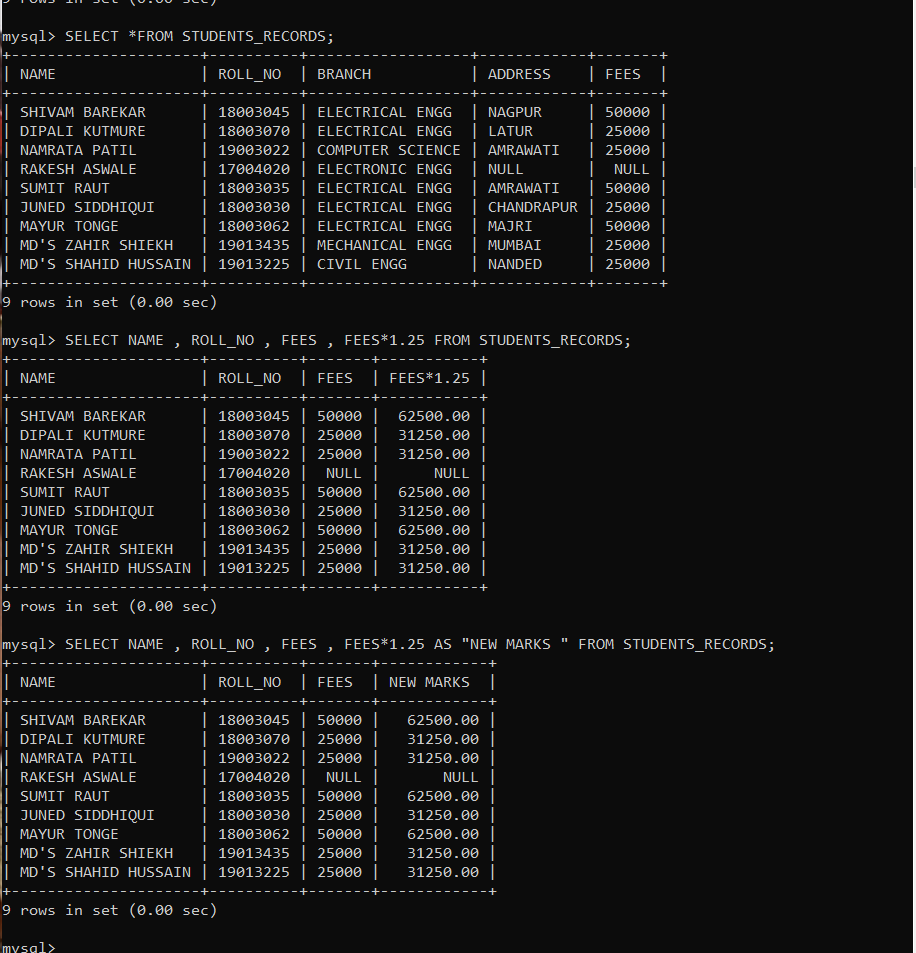 9 rows in set (0.00 sec)
mysql> SELECT *FROM STUDENTS_RECORDS;
+---------------------+----------+------------------+------------+-------+
| NAME                | ROLL_NO  | BRANCH           | ADDRESS    | FEES  |
+---------------------+----------+------------------+------------+-------+
| SHIVAM BAREKAR      | 18003045 | ELECTRICAL ENGG  | NAGPUR     | 50000 |
| DIPALI KUTMURE      | 18003070 | ELECTRICAL ENGG  | LATUR      | 25000 |
| NAMRATA PATIL       | 19003022 | COMPUTER SCIENCE | AMRAWATI   | 25000 |
| RAKESH ASWALE       | 17004020 | ELECTRONIC ENGG  | NULL       |  NULL |
| SUMIT RAUT          | 18003035 | ELECTRICAL ENGG  | AMRAWATI   | 50000 |
| JUNED SIDDHIQUI     | 18003030 | ELECTRICAL ENGG  | CHANDRAPUR | 25000 |
| MAYUR TONGE         | 18003062 | ELECTRICAL ENGG  | MAJRI      | 50000 |
| MD'S ZAHIR SHIEKH   | 19013435 | MECHANICAL ENGG  | MUMBAI     | 25000 |
| MD'S SHAHID HUSSAIN | 19013225 | CIVIL ENGG       | NANDED     | 25000 |
+---------------------+----------+------------------+------------+-------+
9 rows in set (0.00 sec)
mysql> SELECT NAME , ROLL_NO , FEES , FEES*1.25 FROM STUDENTS_RECORDS;
+---------------------+----------+-------+-----------+
| NAME                | ROLL_NO  | FEES  | FEES*1.25 |
+---------------------+----------+-------+-----------+
| SHIVAM BAREKAR      | 18003045 | 50000 |  62500.00 |
| DIPALI KUTMURE      | 18003070 | 25000 |  31250.00 |
| NAMRATA PATIL       | 19003022 | 25000 |  31250.00 |
| RAKESH ASWALE       | 17004020 |  NULL |      NULL |
| SUMIT RAUT          | 18003035 | 50000 |  62500.00 |
| JUNED SIDDHIQUI     | 18003030 | 25000 |  31250.00 |
| MAYUR TONGE         | 18003062 | 50000 |  62500.00 |
| MD'S ZAHIR SHIEKH   | 19013435 | 25000 |  31250.00 |
| MD'S SHAHID HUSSAIN | 19013225 | 25000 |  31250.00 |
+---------------------+----------+-------+-----------+
9 rows in set (0.00 sec)
mysql> SELECT NAME , ROLL_NO , FEES , FEES*1.25 AS "NEW MARKS " FROM STUDENTS_RECORDS;
+---------------------+----------+-------+------------+
| NAME                | ROLL_NO  | FEES  | NEW MARKS  |
+---------------------+----------+-------+------------+
| SHIVAM BAREKAR      | 18003045 | 50000 |   62500.00 |
| DIPALI KUTMURE      | 18003070 | 25000 |   31250.00 |
| NAMRATA PATIL       | 19003022 | 25000 |   31250.00 |
| RAKESH ASWALE       | 17004020 |  NULL |       NULL |
| SUMIT RAUT          | 18003035 | 50000 |   62500.00 |
| JUNED SIDDHIQUI     | 18003030 | 25000 |   31250.00 |
| MAYUR TONGE         | 18003062 | 50000 |   62500.00 |
| MD'S ZAHIR SHIEKH   | 19013435 | 25000 |   31250.00 |
| MD'S SHAHID HUSSAIN | 19013225 | 25000 |   31250.00 |
+---------------------+----------+-------+------------+
9 rows in set (0.00 sec)
mysql>